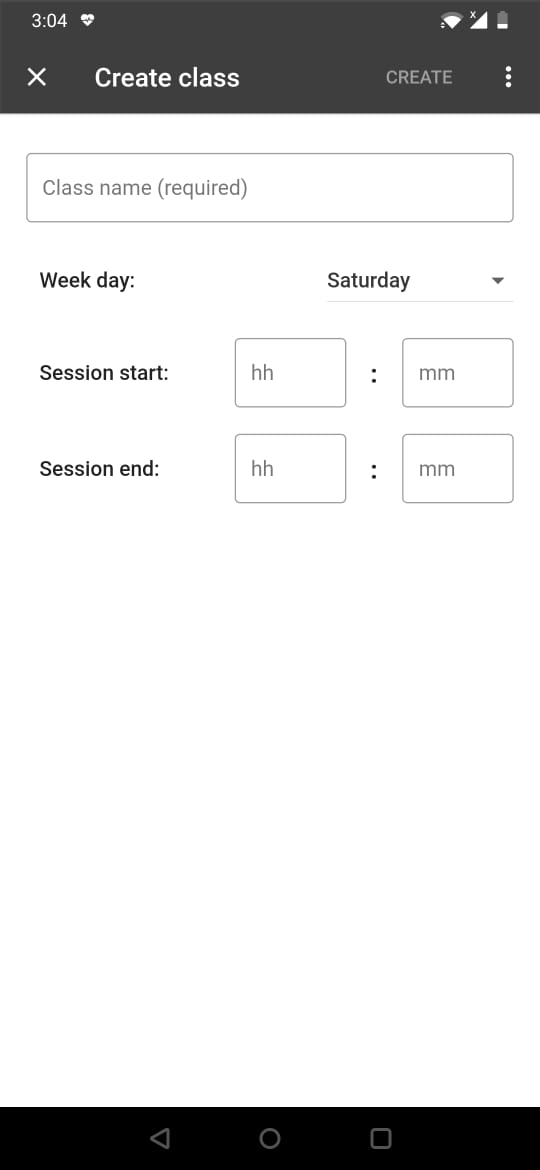 3:04
Create class CREATE
Class name (required)
Week day: Saturday
Session start: hh : mm
Session end: hh : mm